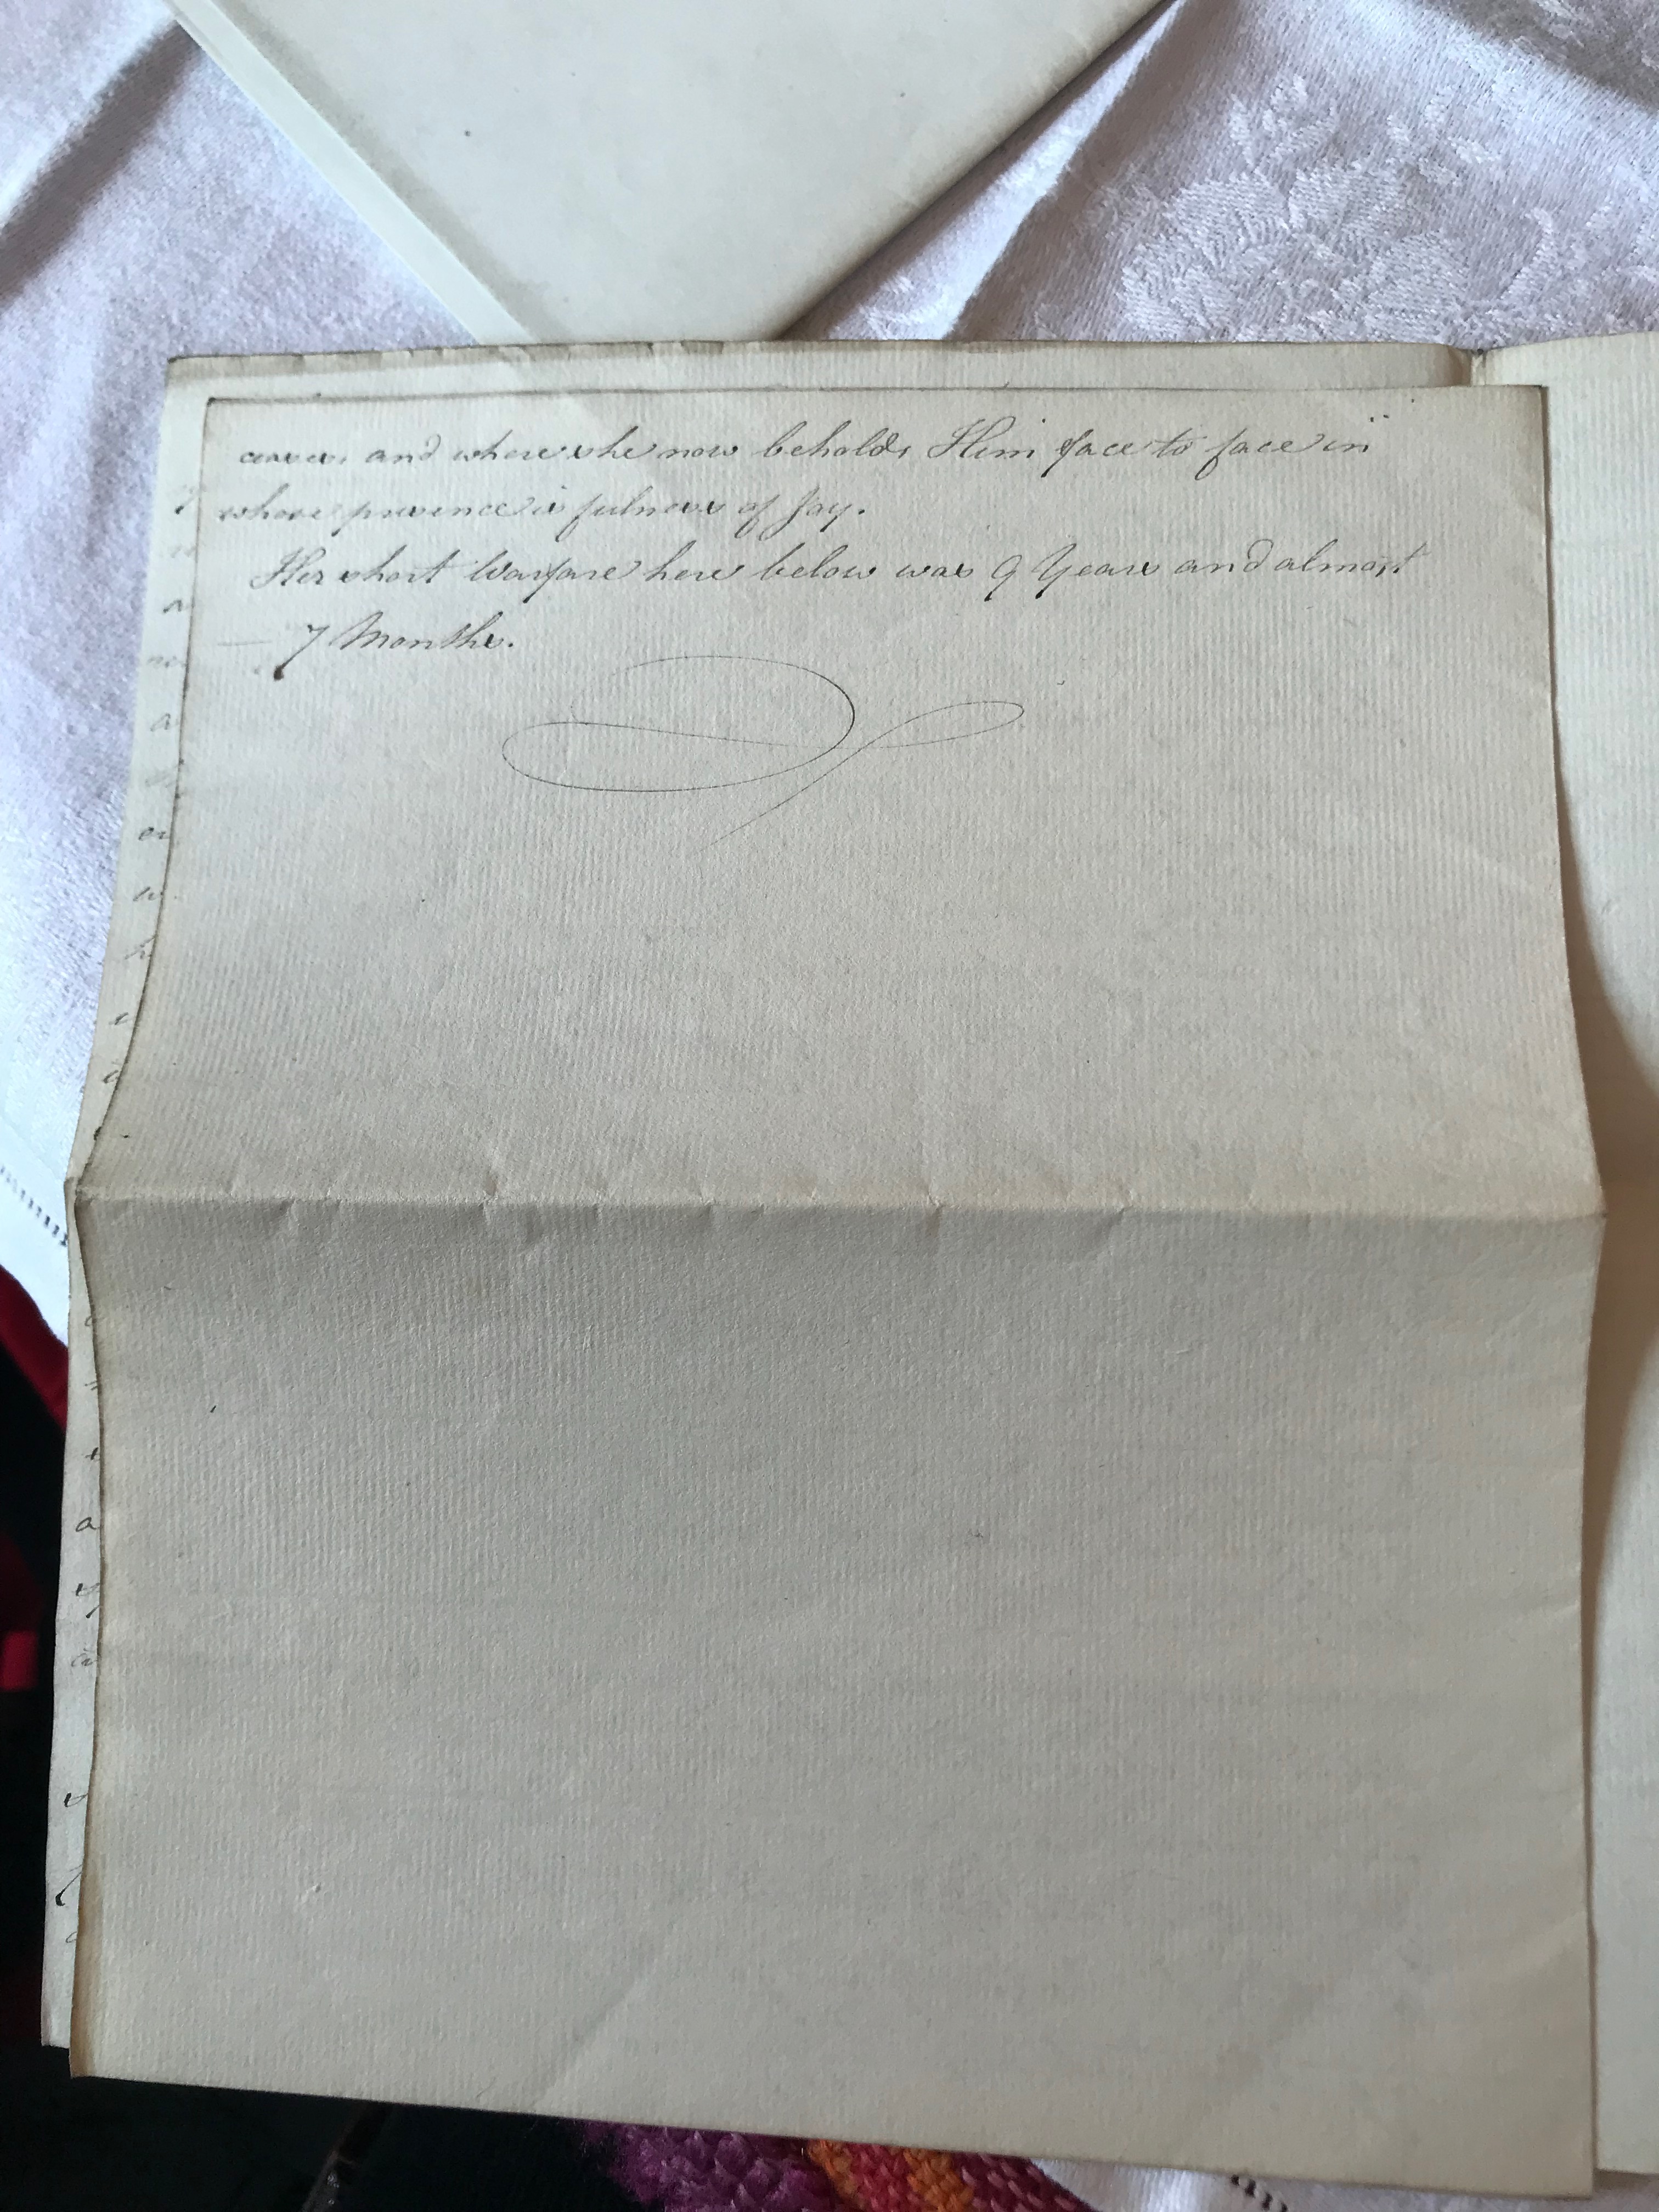 and where she now beholds Him face to face in
whose presence is fulness of Joy.
Her short Warfare here below was 9 Years and almost
— 7 Months.